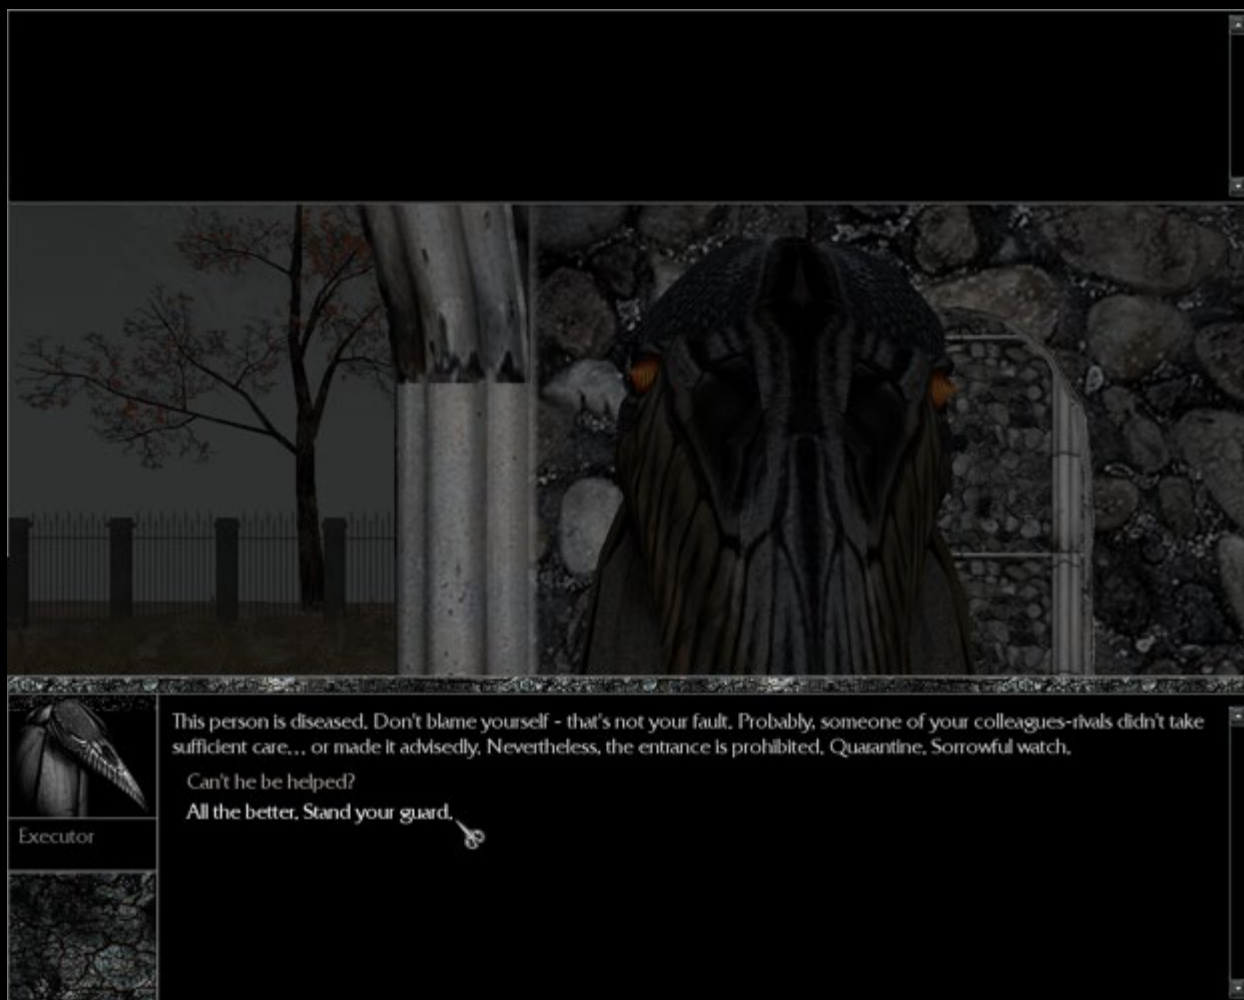 This person is diseased. Don't blame yourself - that's not your fault. Probably, someone of your colleagues-rivals didn't take
sufficient care... or made it advisedly. Nevertheless, the entrance is prohibited. Quarantine. Sorrowful watch.
Can't he be helped?
All the better. Stand your guard.
Executor